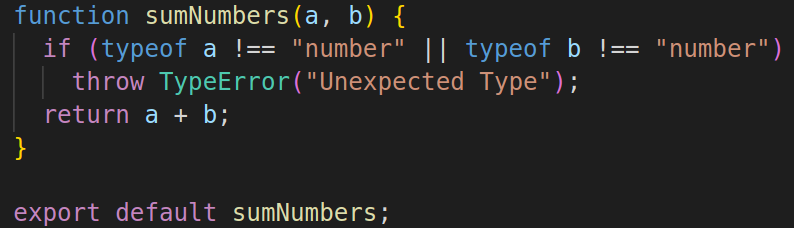 function sumNumbers(a, b) {
  if (typeof a !== "number" || typeof b !== "number")
    throw TypeError("Unexpected Type");
  return a + b;
}

export default sumNumbers;